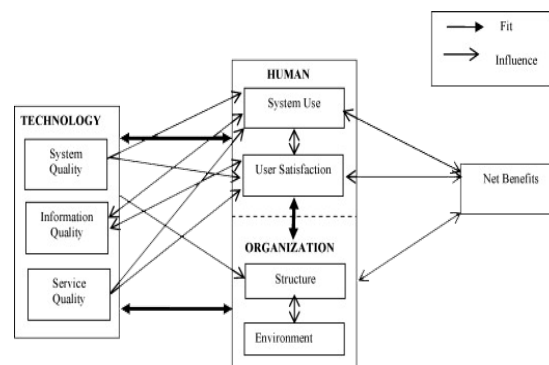 Fit
Influence
HUMAN
System Use
User Satisfaction
TECHNOLOGY
System
Quality
Information
Quality
Service
Quality
ORGANIZATION
Structure
Environment
Net Benefits